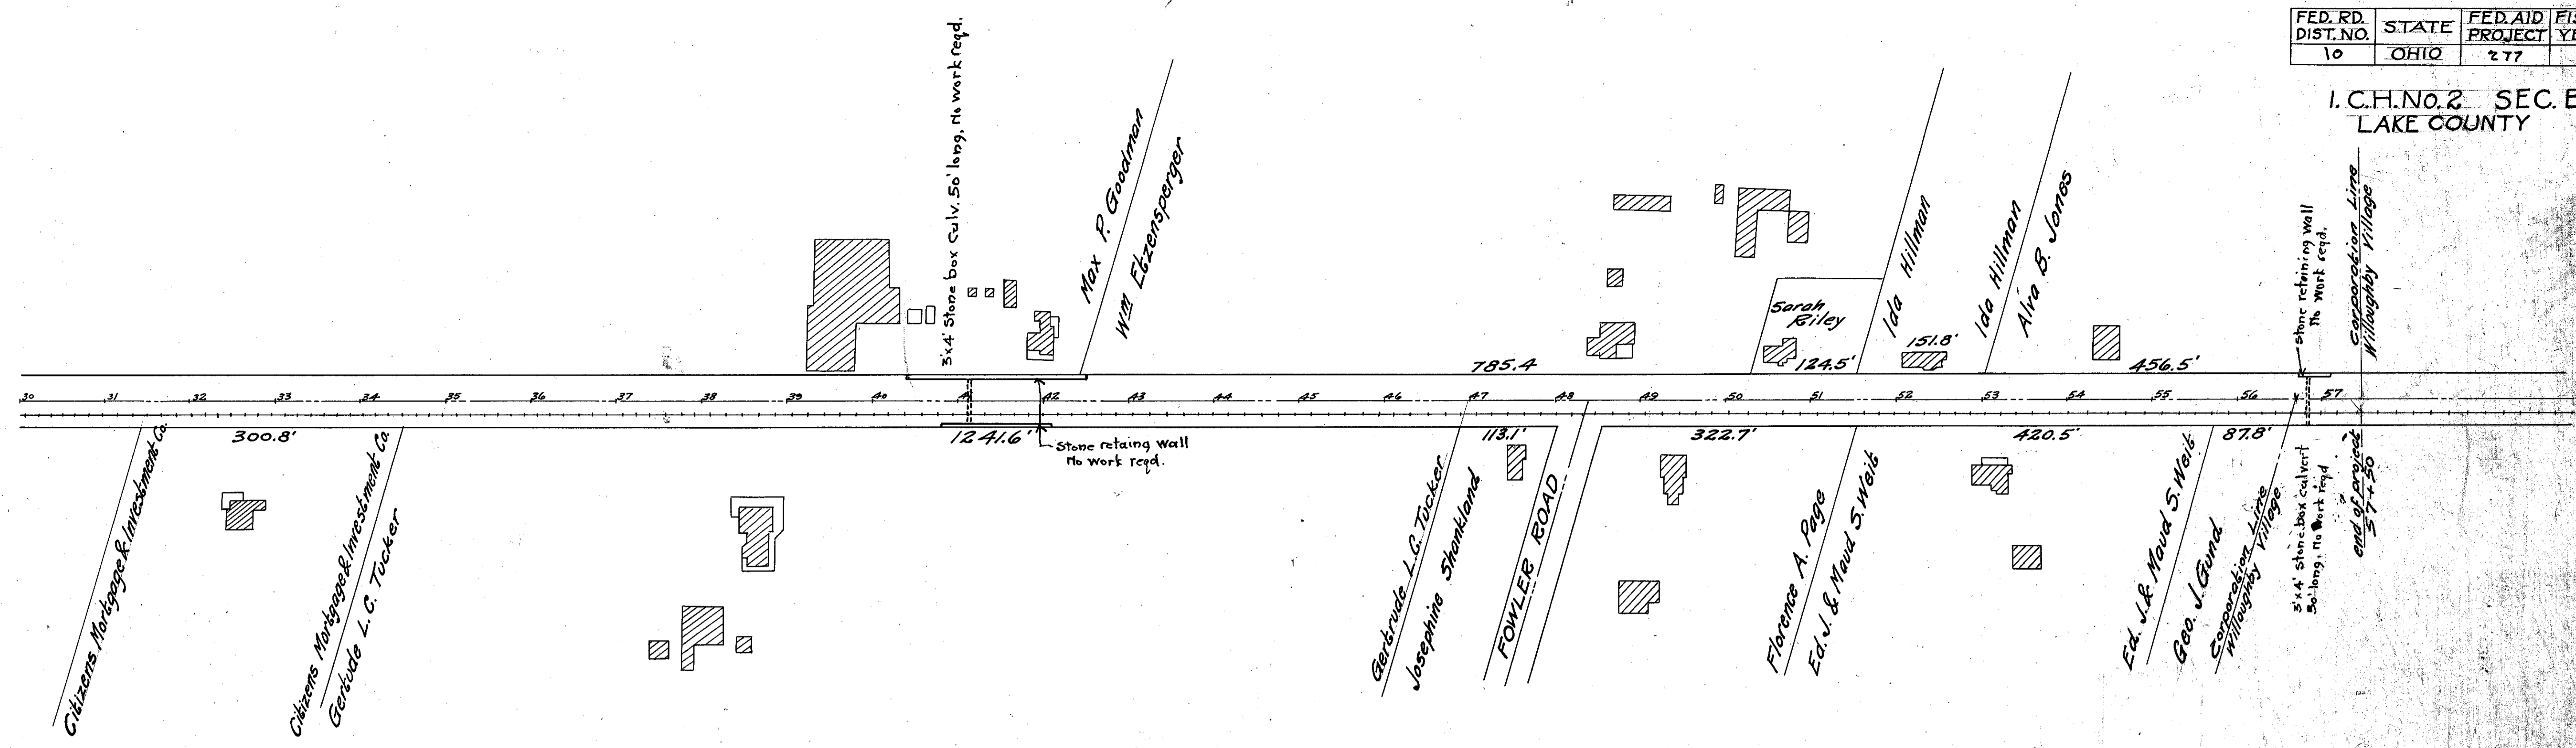 FED. RD. DIST. NO. STATE FED. AID PROJECT
10 OHIO 277
I. C.H. No. 2 SEC.
LAKE COUNTY
3'x4' Stone box culv. 50' long, No work reqd.
Max P. Goodman
Wm Etzensperger
Sarah
Riley
Ida Hillman
Ida Hillman
Alva B. Jones
stone retaining wall
No work reqd.
Corporation Line
Willoughby Village
785.4
124.5'
151.8'
456.5'
30 31 32 33 34 35 36 37 38 39 40 41 42 43 44 45 46 47 48 49 50 51 52 53 54 55 56 57
300.8'
1241.6'
113.1'
322.7'
420.5'
87.8'
Stone retaing wall
No work reqd.
Citizens Mortgage & Investment Co.
Citizens Mortgage & Investment Co.
Gertude L. C. Tucker
Gertrude L. C. Tucker
Josephine Shankland
FOWLER ROAD
Florence A. Page
Ed. J. & Maud S. Weib
Ed. J. & Maud S. Weib
Geo. J. Gund
Corporation Line
Willoughby Village
3'x4' Stone box culvert
50' long, No work reqd
end of project
57+50